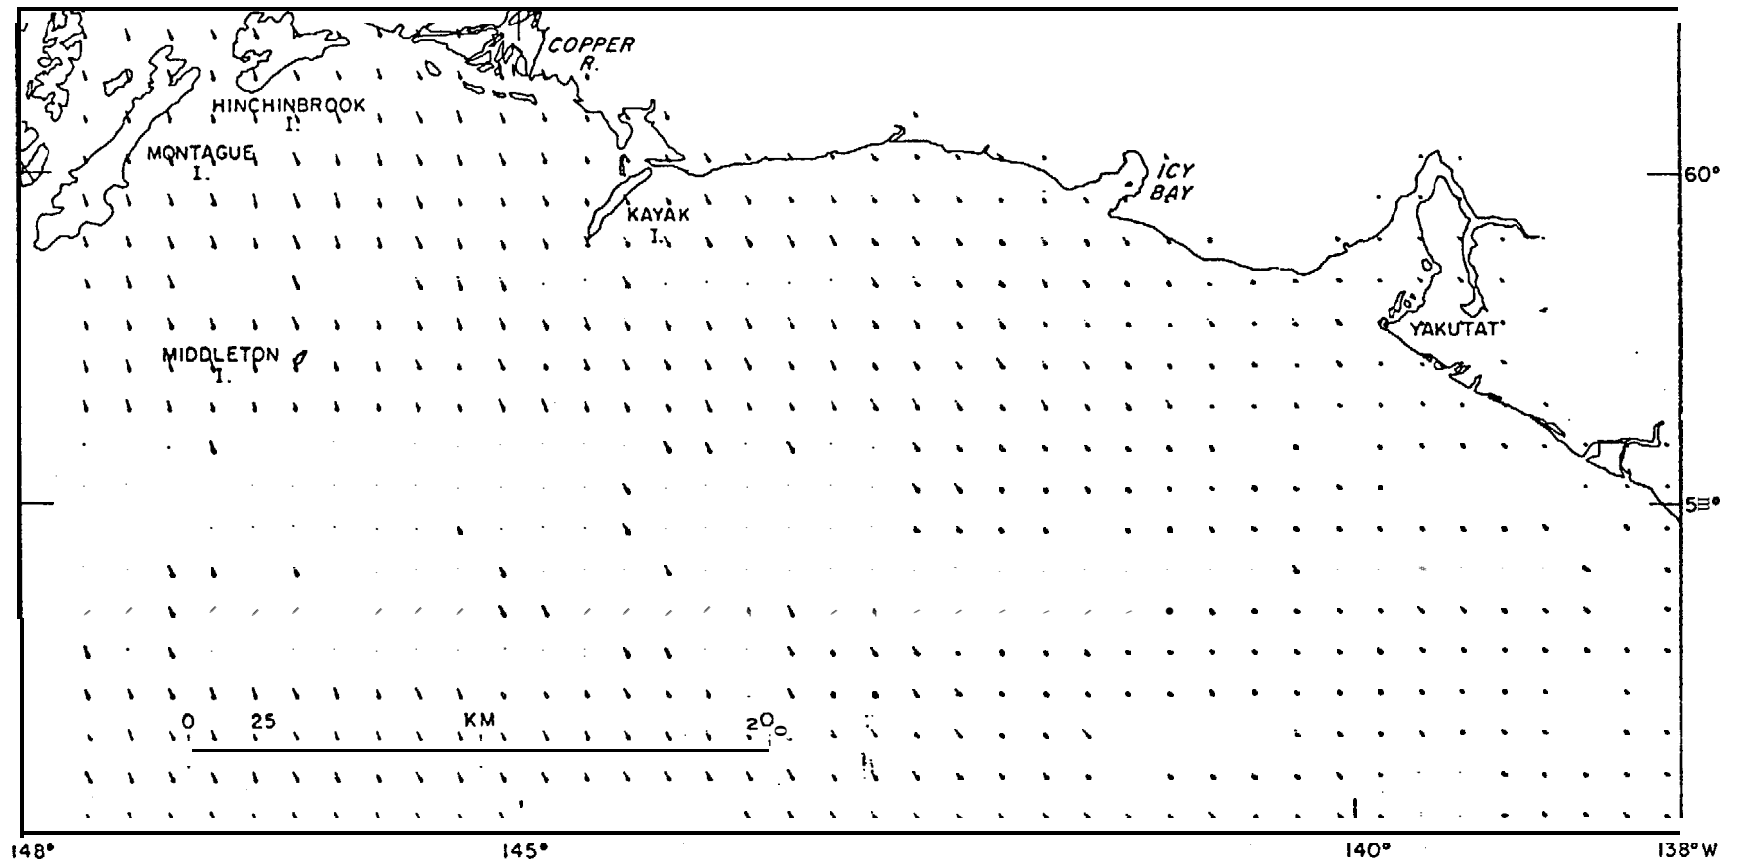 COPPER
R.
HINCHINBROOK
I.
MONTAGUE
I.
ICY
BAY
60°
KAYAK
I.
YAKUTAT
MIDDLETON
I.
0 25 KM 200
148° 145° 140° 138°W